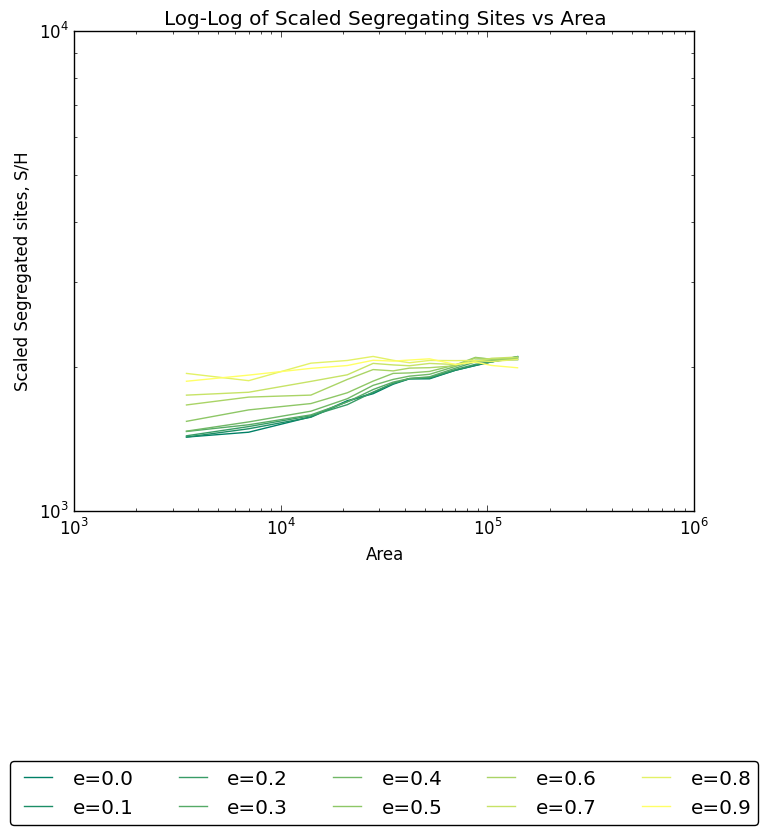 Log-Log of Scaled Segregating Sites vs Area
10^4
Scaled Segregated sites, S/H
10^3
10^3 10^4 10^5 10^6
Area
e=0.0 e=0.2 e=0.4 e=0.6 e=0.8
e=0.1 e=0.3 e=0.5 e=0.7 e=0.9